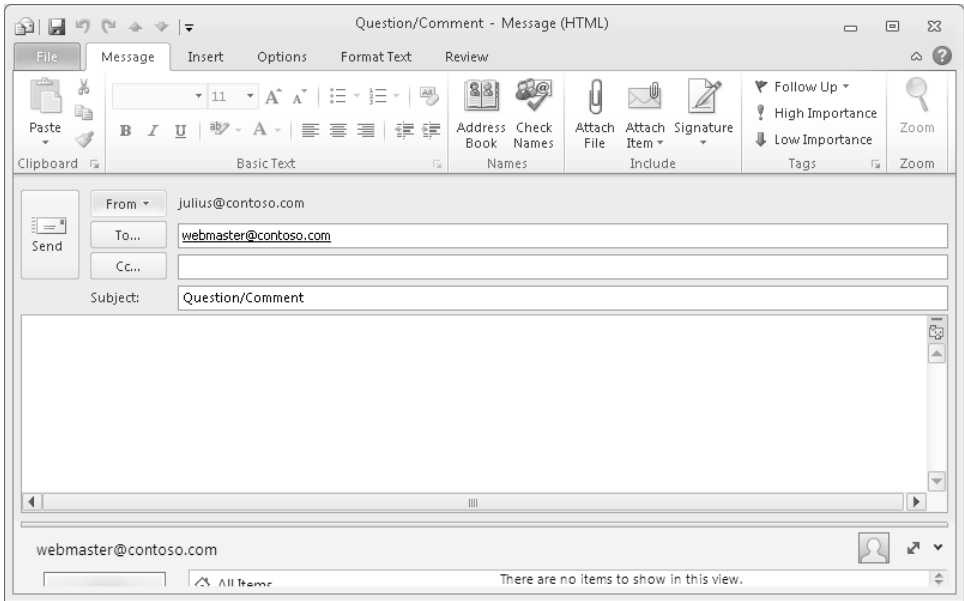 Question/Comment - Message (HTML)
File Message Insert Options Format Text Review
Paste
11
A A
B I U ab A
Address Book
Check Names
Attach File
Attach Item
Signature
Follow Up
High Importance
Low Importance
Zoom
Clipboard Basic Text Names Include Tags Zoom
From julius@contoso.com
Send
To... webmaster@contoso.com
Cc...
Subject: Question/Comment
webmaster@contoso.com
All Items There are no items to show in this view.